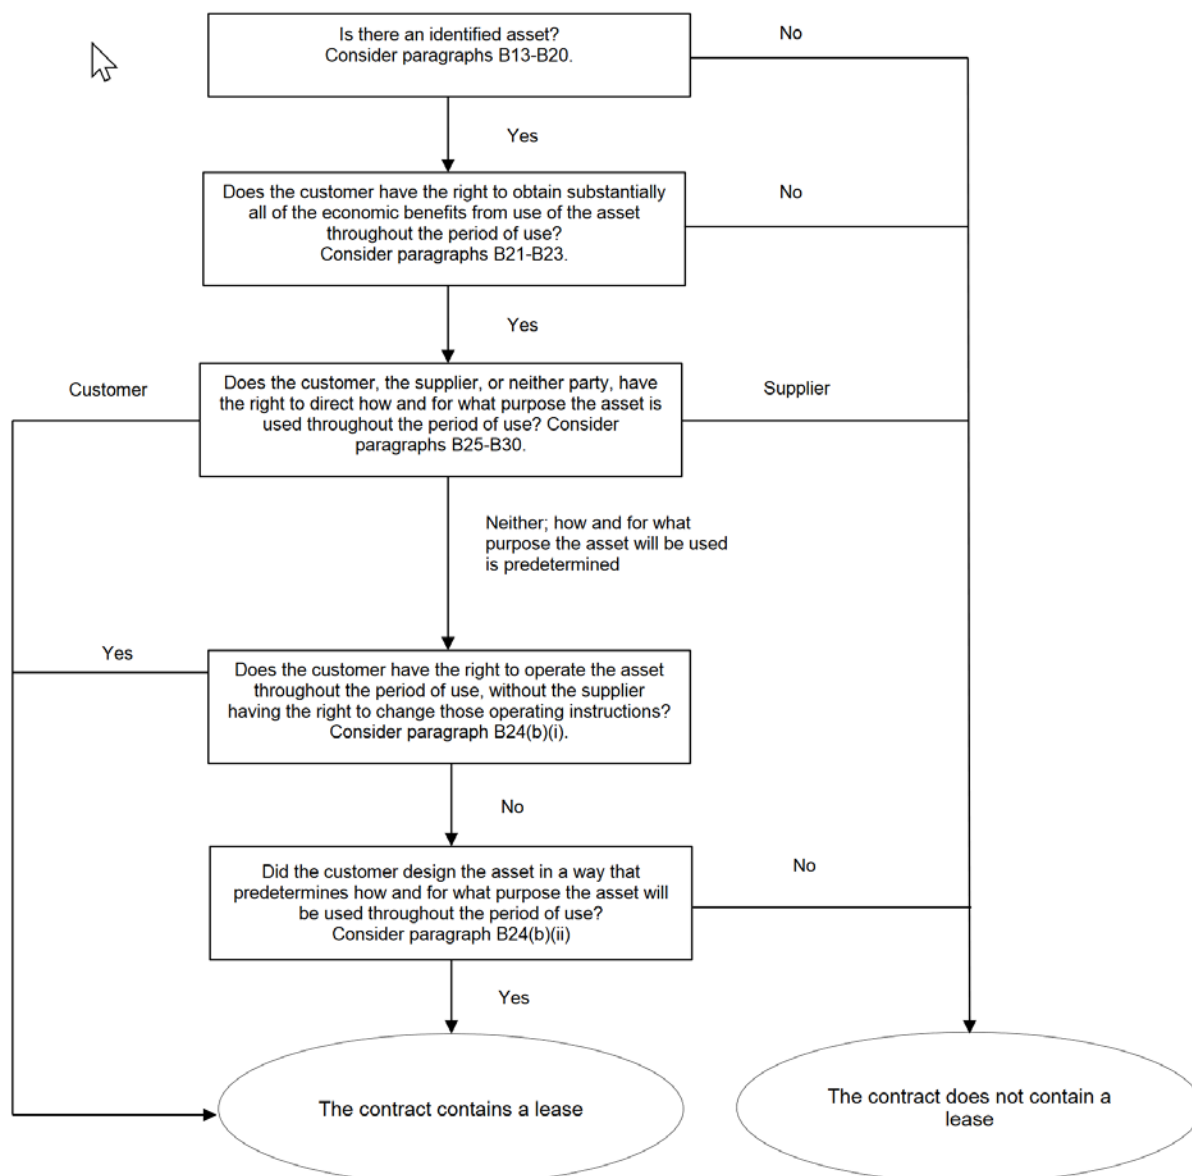 Is there an identified asset?
Consider paragraphs B13-B20.
No
Yes
Does the customer have the right to obtain substantially
all of the economic benefits from use of the asset
throughout the period of use?
Consider paragraphs B21-B23.
No
Yes
Customer
Does the customer, the supplier, or neither party, have
the right to direct how and for what purpose the asset is
used throughout the period of use? Consider
paragraphs B25-B30.
Supplier
Neither; how and for what
purpose the asset will be used
is predetermined
Yes
Does the customer have the right to operate the asset
throughout the period of use, without the supplier
having the right to change those operating instructions?
Consider paragraph B24(b)(i).
No
Did the customer design the asset in a way that
predetermines how and for what purpose the asset will
be used throughout the period of use?
Consider paragraph B24(b)(ii)
No
Yes
The contract contains a lease
The contract does not contain a
lease